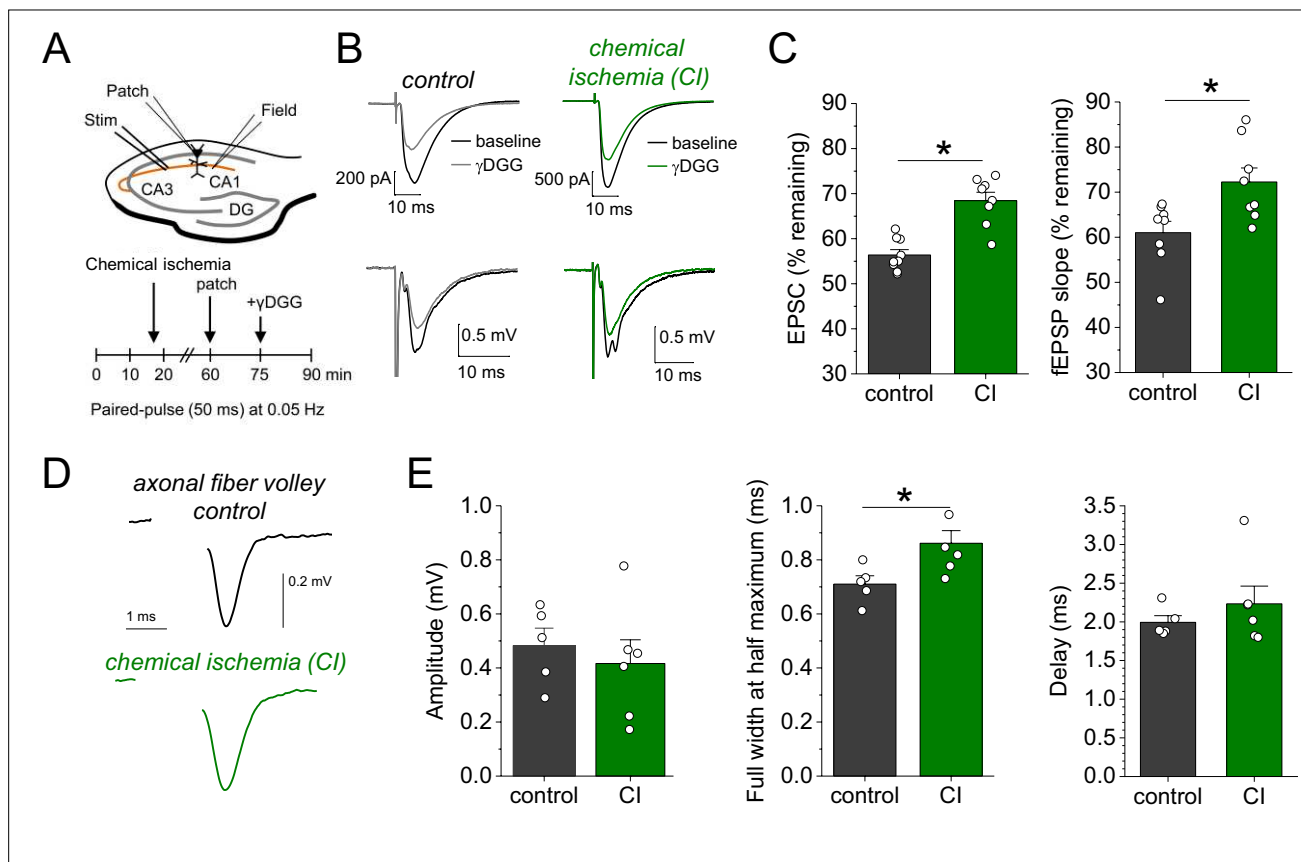 A
Patch
Stim
Field
CA3
CA1
DG
Chemical ischemia
patch
+γDGG
0 10 20 60 75 90 min
Paired-pulse (50 ms) at 0.05 Hz
B
control
chemical
ischemia (CI)
baseline
γDGG
200 pA
10 ms
baseline
γDGG
500 pA
10 ms
0.5 mV
10 ms
0.5 mV
10 ms
C
EPSC (% remaining)
90
80
70
60
50
40
30
*
control CI
fEPSP slope (% remaining)
90
80
70
60
50
40
30
*
control CI
D
axonal fiber volley
control
0.2 mV
1 ms
chemical ischemia (CI)
E
Amplitude (mV)
1.0
0.8
0.6
0.4
0.2
0.0
control CI
Full width at half maximum (ms)
1.0
0.8
0.6
0.4
0.2
0.0
*
control CI
Delay (ms)
3.5
3.0
2.5
2.0
1.5
1.0
0.5
0.0
control CI